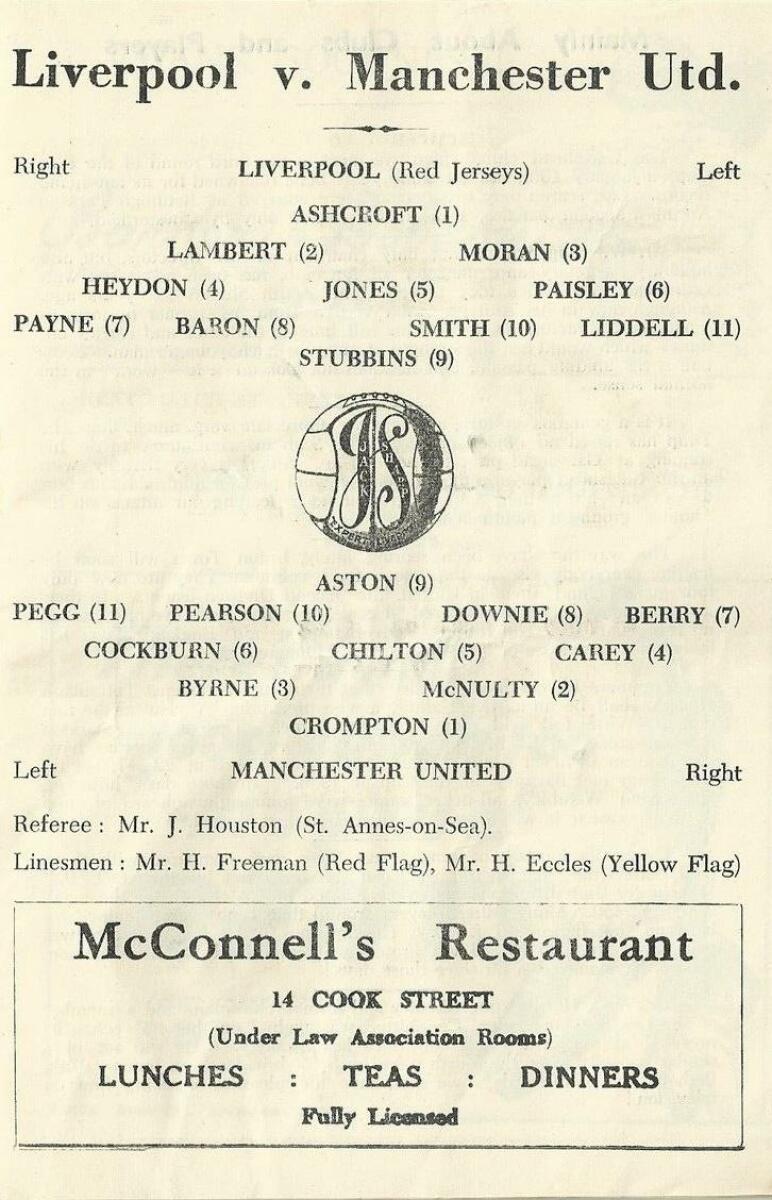 Liverpool v. Manchester Utd.
Right LIVERPOOL (Red Jerseys) Left
ASHCROFT (1)
LAMBERT (2) MORAN (3)
HEYDON (4) JONES (5) PAISLEY (6)
PAYNE (7) BARON (8) SMITH (10) LIDDELL (11)
STUBBINS (9)
JS
JACK SHARP
EXPERT
ASTON (9)
PEGG (11) PEARSON (10) DOWNIE (8) BERRY (7)
COCKBURN (6) CHILTON (5) CAREY (4)
BYRNE (3) McNULTY (2)
CROMPTON (1)
Left MANCHESTER UNITED Right
Referee : Mr. J. Houston (St. Annes-on-Sea).
Linesmen : Mr. H. Freeman (Red Flag), Mr. H. Eccles (Yellow Flag)
McConnell's Restaurant
14 COOK STREET
(Under Law Association Rooms)
LUNCHES : TEAS : DINNERS
Fully Licensed